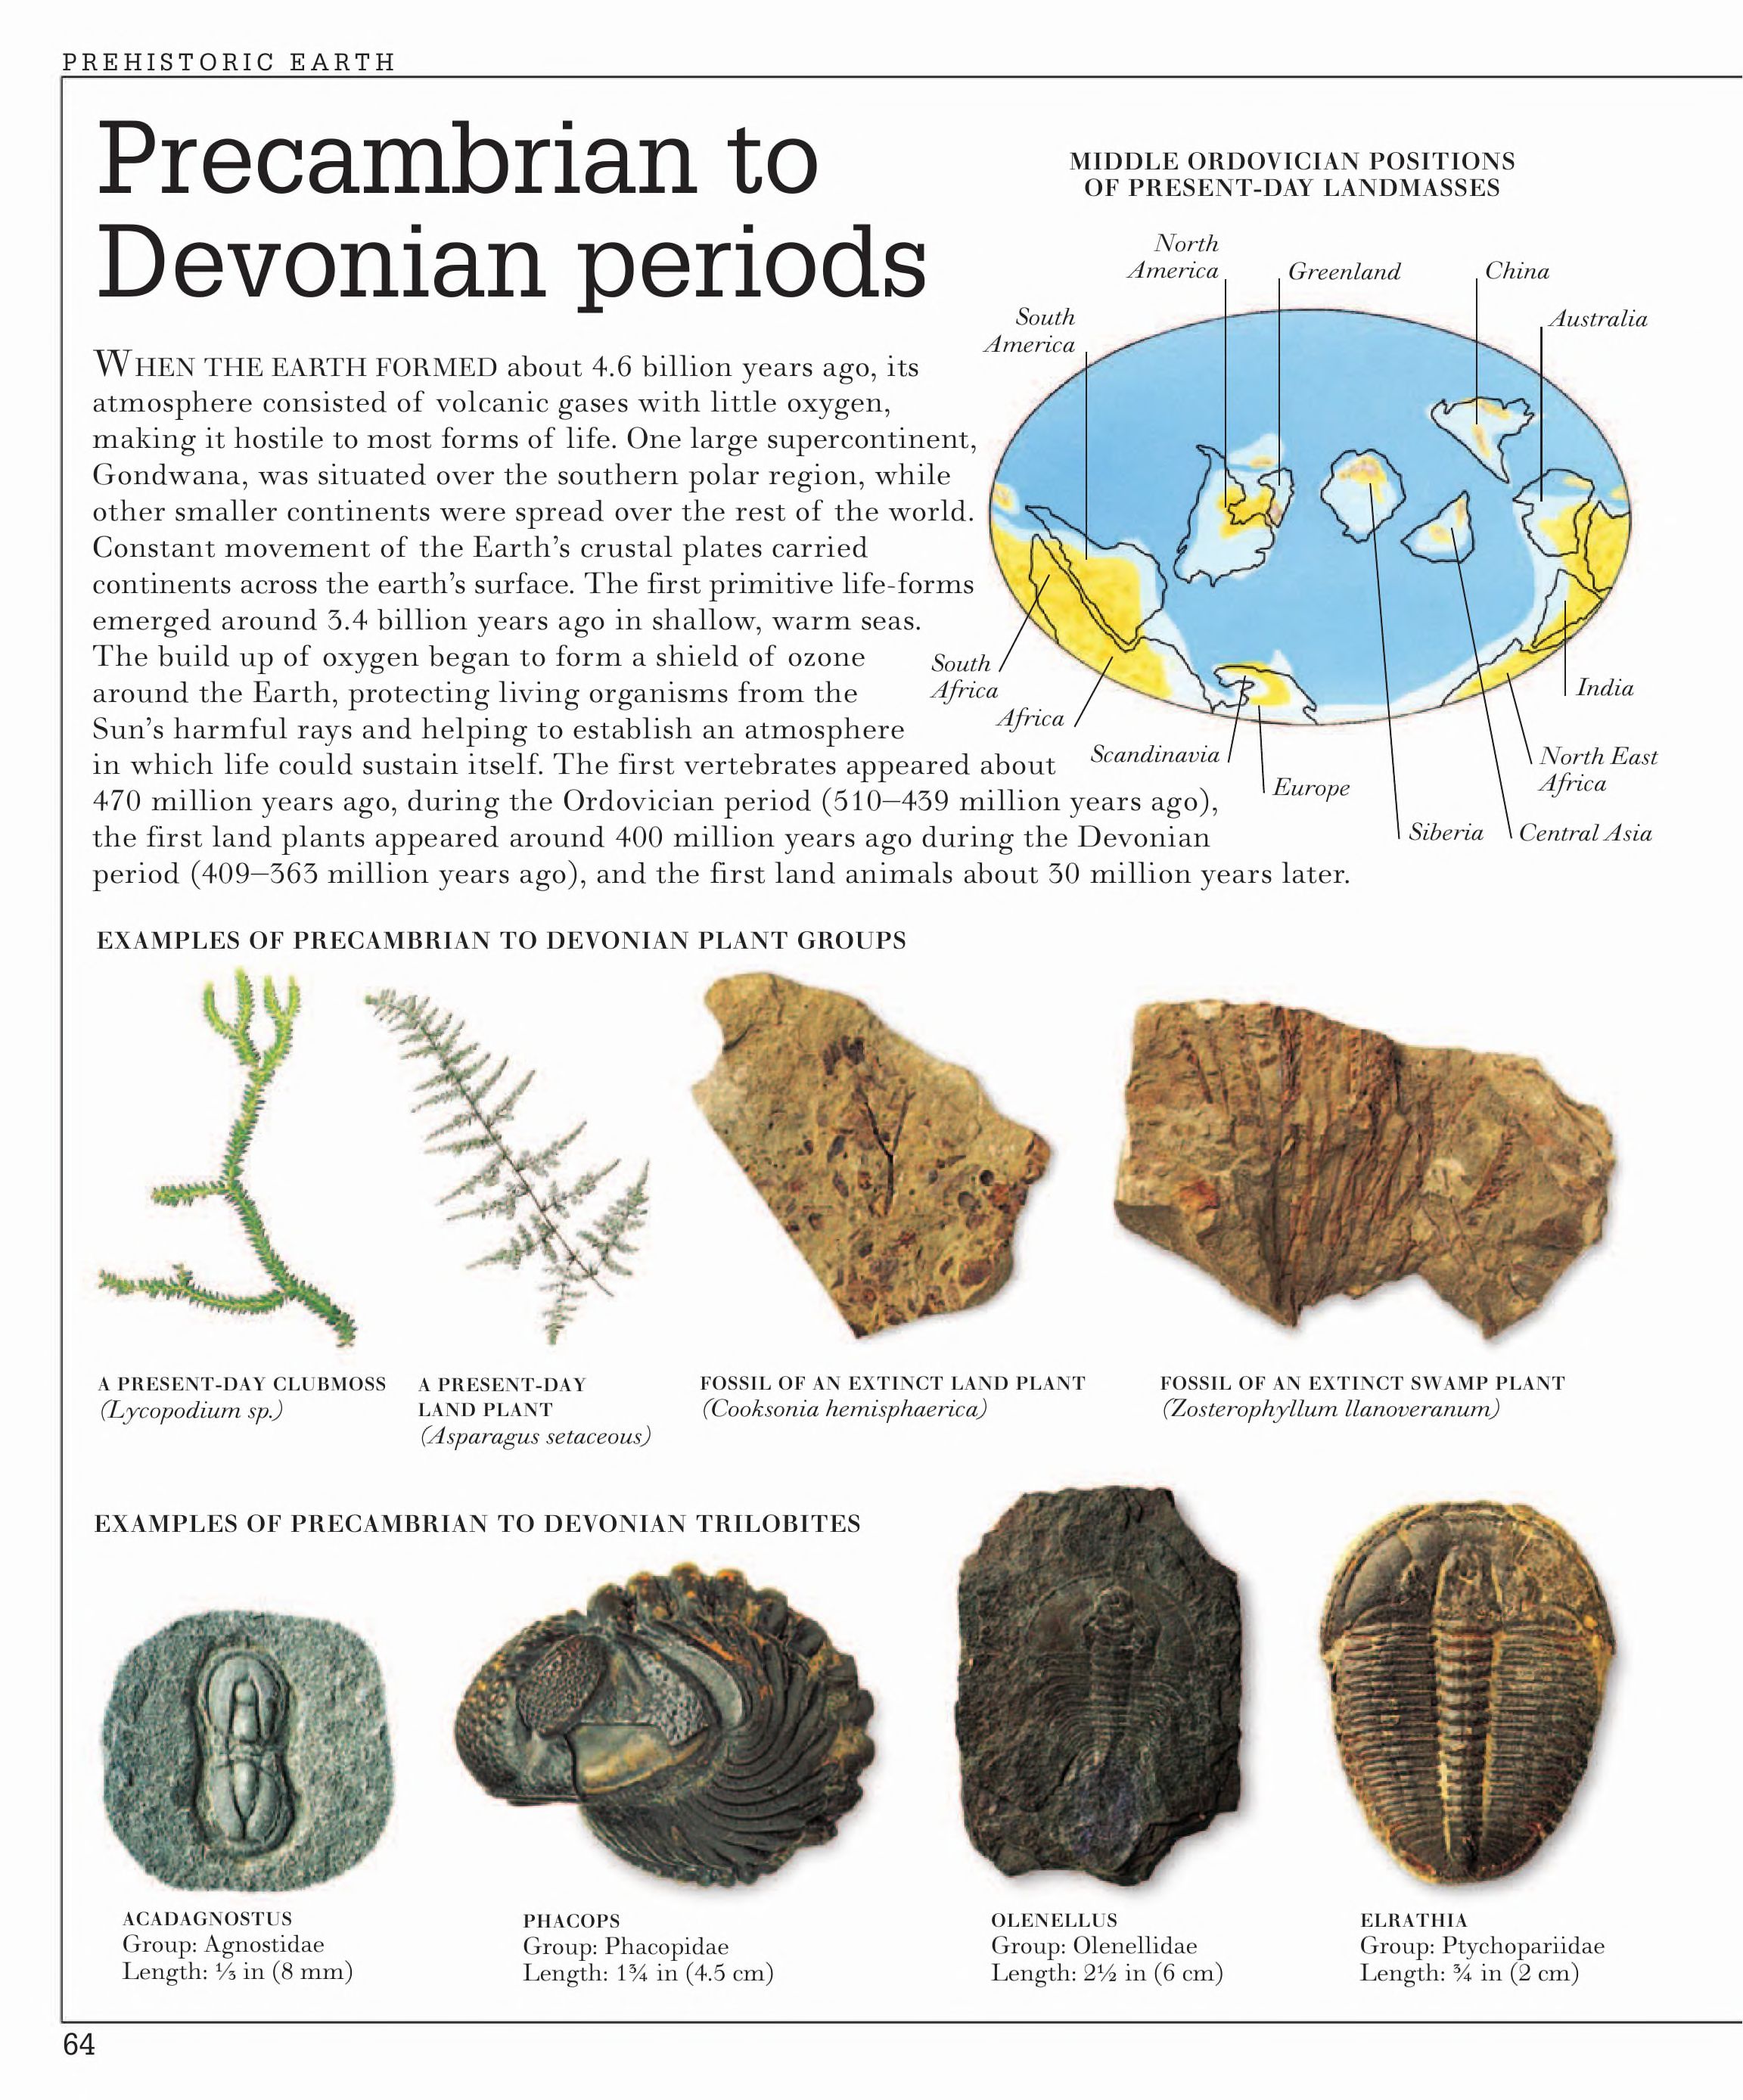 PREHISTORIC EARTH
Precambrian to
Devonian periods
WHEN THE EARTH FORMED about 4.6 billion years ago, its
atmosphere consisted of volcanic gases with little oxygen,
making it hostile to most forms of life. One large supercontinent,
Gondwana, was situated over the southern polar region, while
other smaller continents were spread over the rest of the world.
Constant movement of the Earth’s crustal plates carried
continents across the earth’s surface. The first primitive life-forms
emerged around 3.4 billion years ago in shallow, warm seas.
The build up of oxygen began to form a shield of ozone
around the Earth, protecting living organisms from the
Sun’s harmful rays and helping to establish an atmosphere
in which life could sustain itself. The first vertebrates appeared about
470 million years ago, during the Ordovician period (510–439 million years ago),
the first land plants appeared around 400 million years ago during the Devonian
period (409–363 million years ago), and the first land animals about 30 million years later.
MIDDLE ORDOVICIAN POSITIONS
OF PRESENT-DAY LANDMASSES
North
America
Greenland
China
South
America
Australia
South
Africa
Africa
Scandinavia
Europe
Siberia
Central Asia
North East
Africa
India
EXAMPLES OF PRECAMBRIAN TO DEVONIAN PLANT GROUPS
A PRESENT-DAY CLUBMOSS
(Lycopodium sp.)
A PRESENT-DAY
LAND PLANT
(Asparagus setaceous)
FOSSIL OF AN EXTINCT LAND PLANT
(Cooksonia hemisphaerica)
FOSSIL OF AN EXTINCT SWAMP PLANT
(Zosterophyllum llanoveranum)
EXAMPLES OF PRECAMBRIAN TO DEVONIAN TRILOBITES
ACADAGNOSTUS
Group: Agnostidae
Length: ⅓ in (8 mm)
PHACOPS
Group: Phacopidae
Length: 1¾ in (4.5 cm)
OLENELLUS
Group: Olenellidae
Length: 2½ in (6 cm)
ELRATHIA
Group: Ptychopariidae
Length: ¾ in (2 cm)
64